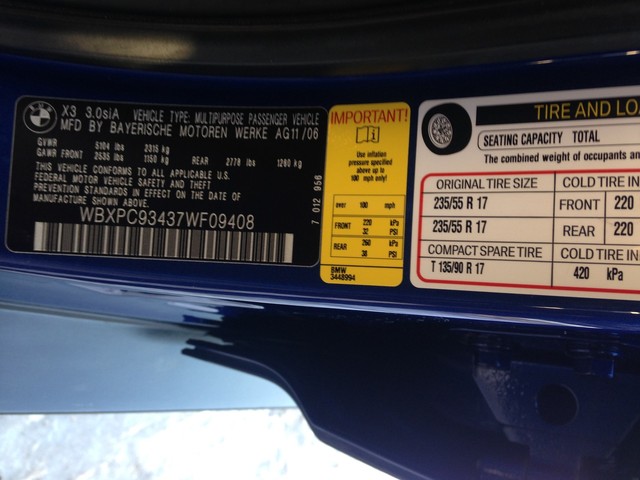 BMW
X3 3.0siA VEHICLE TYPE: MULTIPURPOSE PASSENGER VEHICLE
MFD BY BAYERISCHE MOTOREN WERKE AG 11/06
GVWR 5104 lbs 2315 kg
GAWR FRONT 2535 lbs 1150 kg REAR 2778 lbs 1260 kg
THIS VEHICLE CONFORMS TO ALL APPLICABLE U.S.
FEDERAL MOTOR VEHICLE SAFETY AND THEFT
PREVENTION STANDARDS IN EFFECT ON THE DATE OF
MANUFACTURE SHOWN ABOVE.
WBXPC93437WF09408
7 012 956
IMPORTANT!
Use inflation
pressure specified
above up to
100 mph only!
over 100 mph
FRONT 220 kPa
32 PSI
REAR 260 kPa
38 PSI
BMW
3448994
TIRE AND LO
SEATING CAPACITY TOTAL
The combined weight of occupants an
ORIGINAL TIRE SIZE COLD TIRE IN
235/55 R 17 FRONT 220
235/55 R 17 REAR 220
COMPACT SPARE TIRE COLD TIRE IN
T 135/90 R 17 420 kPa